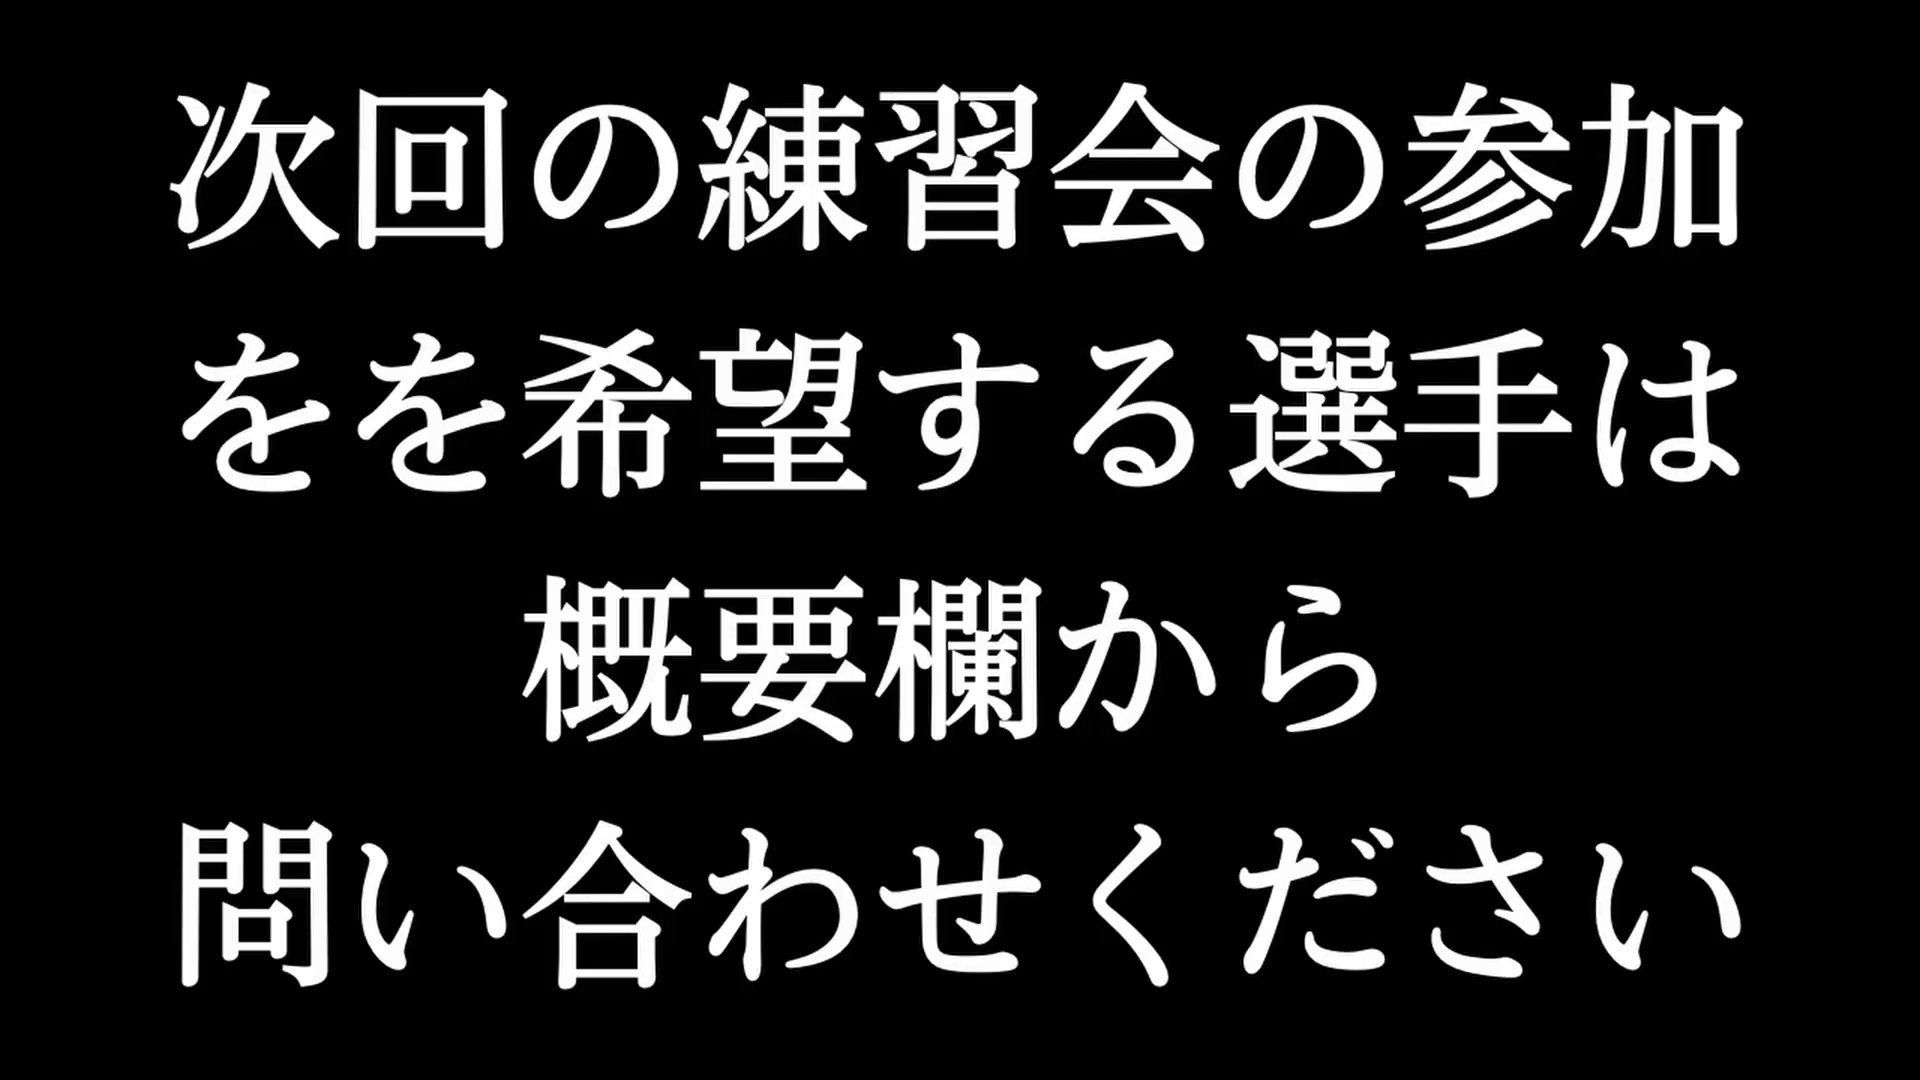 次回の練習会の参加
をを希望する選手は
概要欄から
問い合わせください